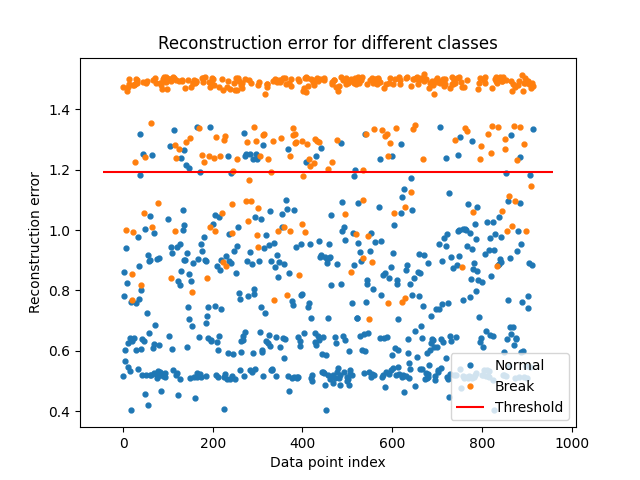 Reconstruction error for different classes
Reconstruction error
1.4
1.2
1.0
0.8
0.6
0.4
Normal
Break
Threshold
0 200 400 600 800 1000
Data point index